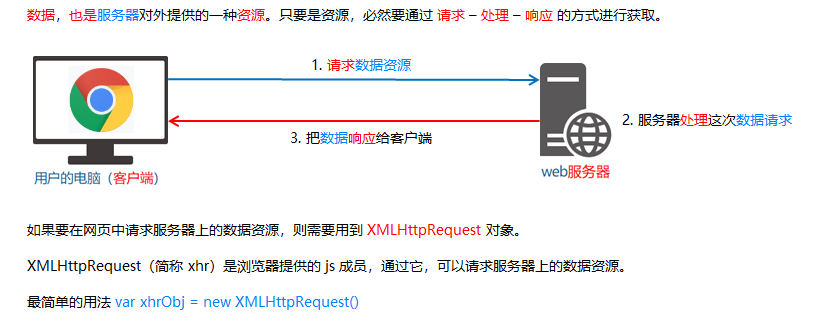 数据，也是服务器对外提供的一种资源。只要是资源，必然要通过 请求 – 处理 – 响应 的方式进行获取。
1. 请求数据资源
2. 服务器处理这次数据请求
3. 把数据响应给客户端
用户的电脑（客户端）
web服务器
如果要在网页中请求服务器上的数据资源，则需要用到 XMLHttpRequest 对象。
XMLHttpRequest（简称 xhr）是浏览器提供的 js 成员，通过它，可以请求服务器上的数据资源。
最简单的用法 var xhrObj = new XMLHttpRequest()